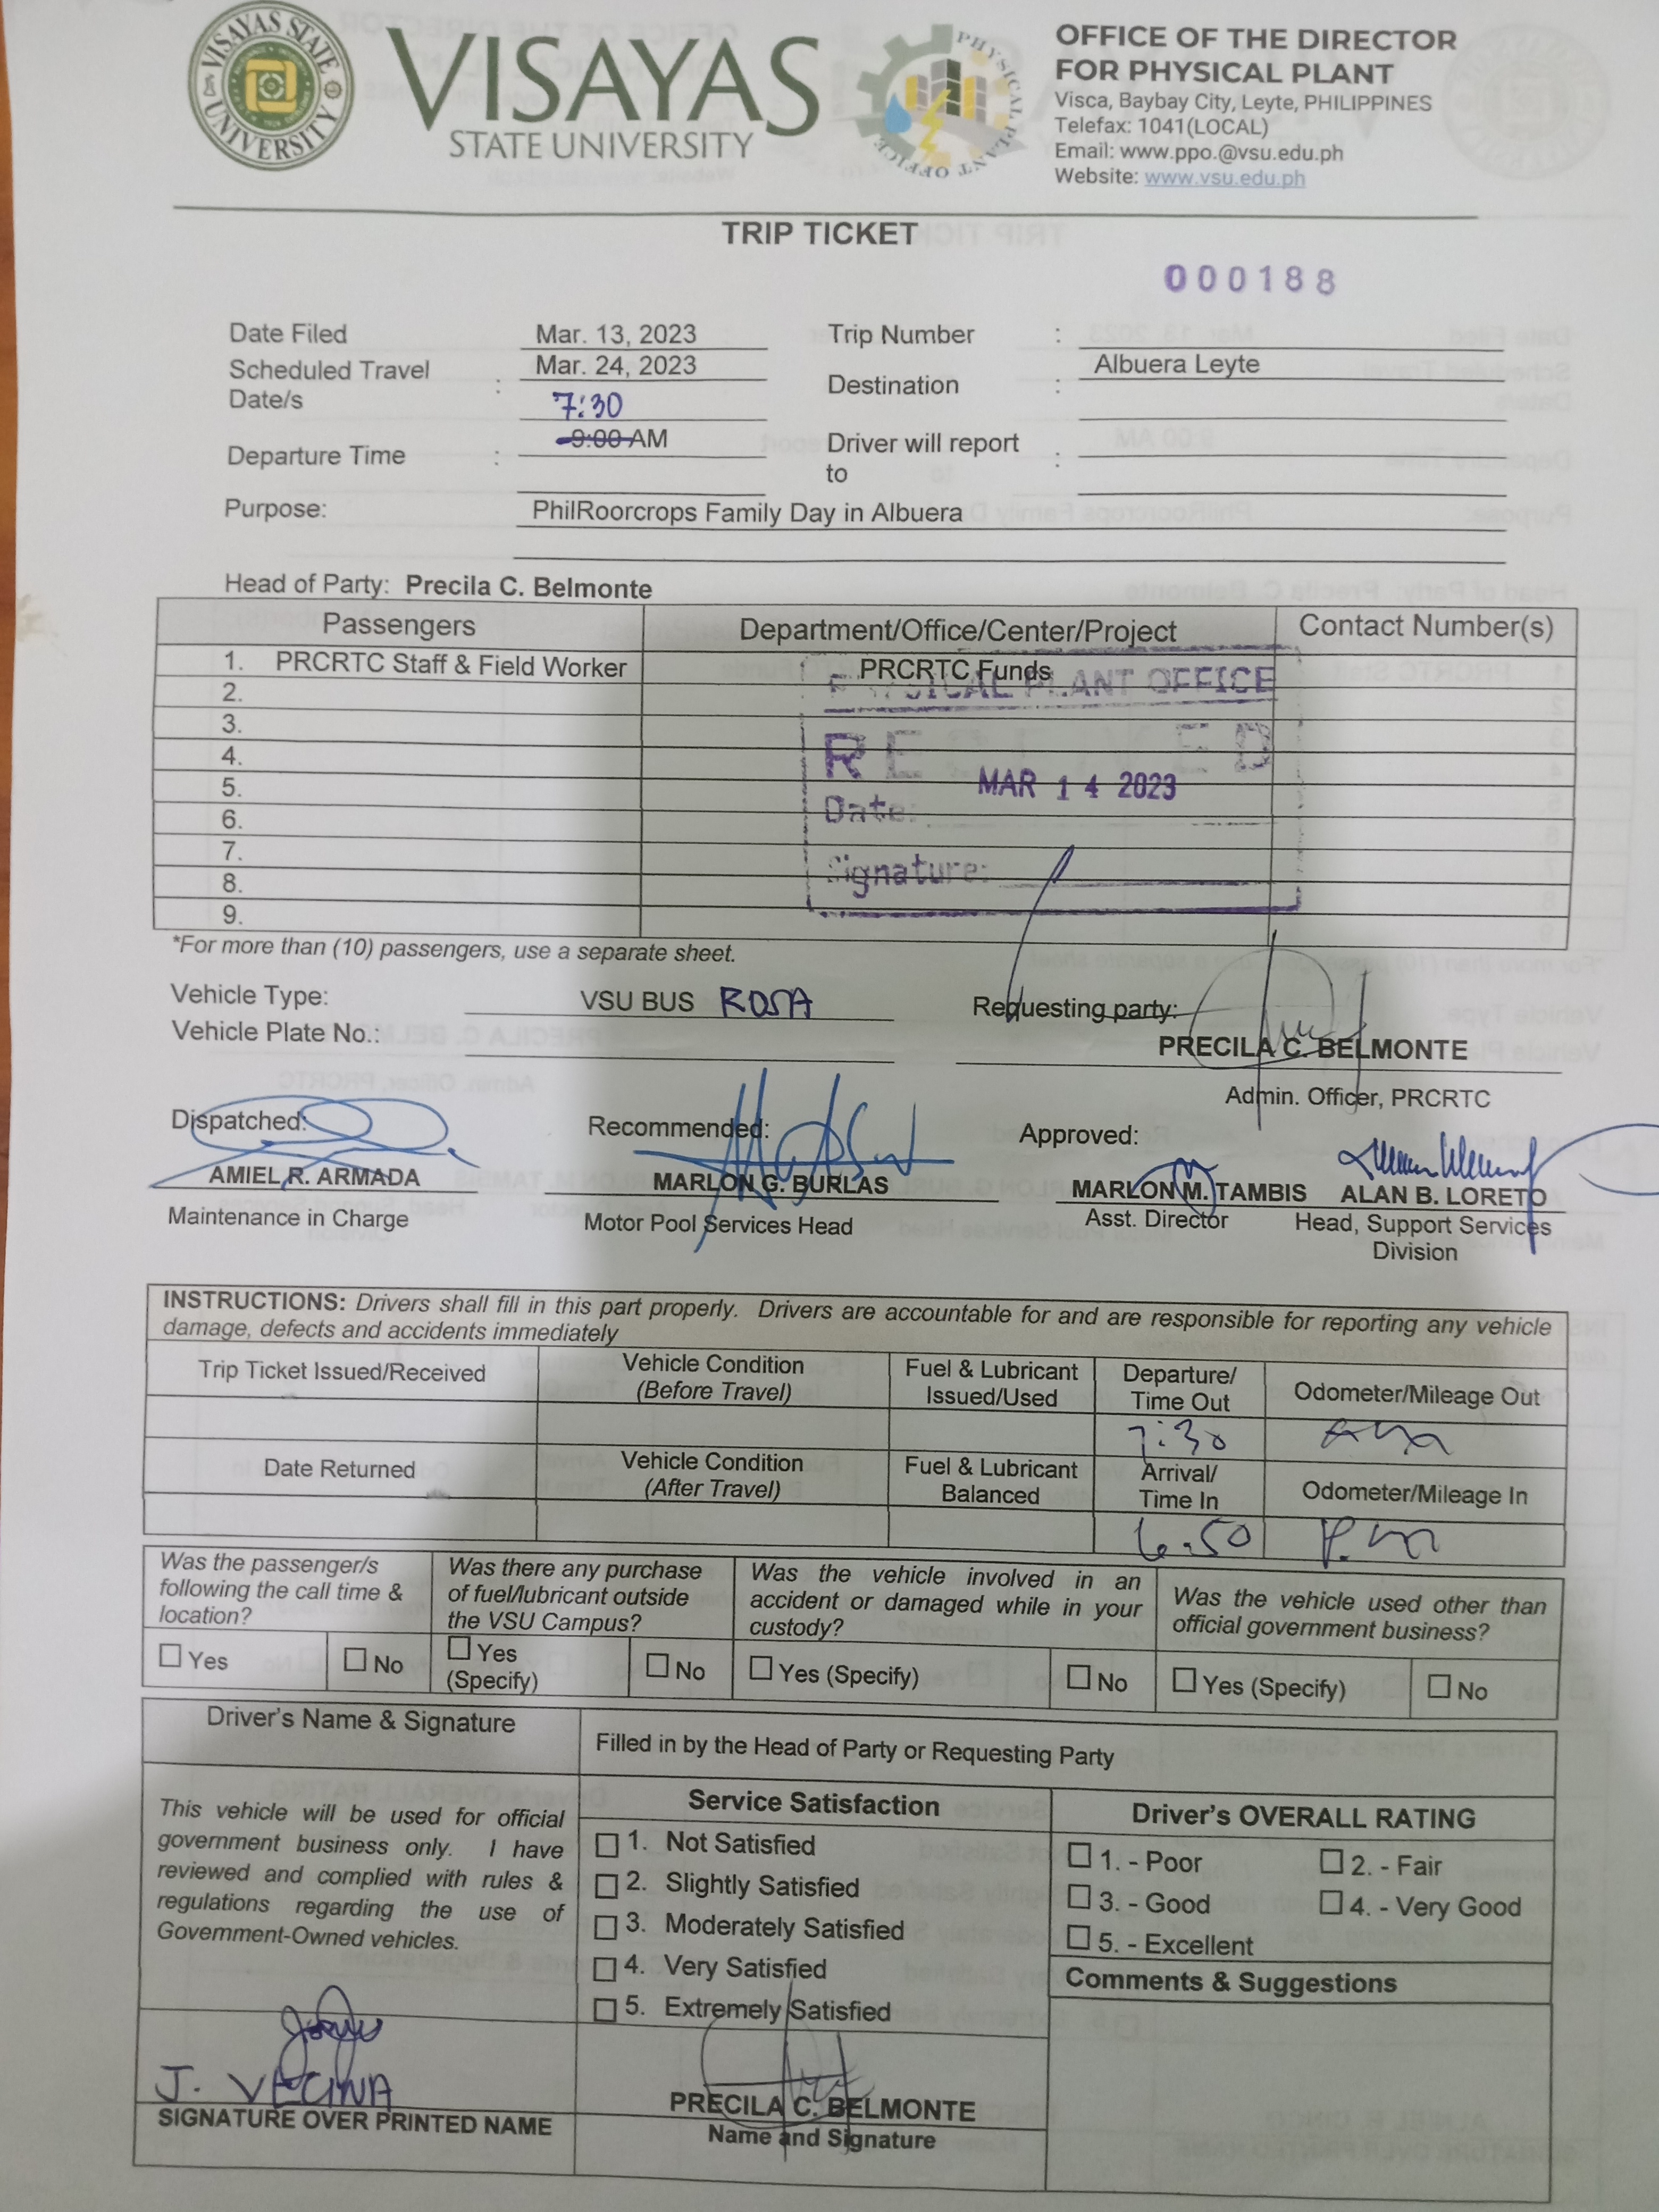 VISAYAS STATE UNIVERSITY
VISAYAS
STATE UNIVERSITY
PHYSICAL PLANT OFFICE
OFFICE OF THE DIRECTOR
FOR PHYSICAL PLANT
Visca, Baybay City, Leyte, PHILIPPINES
Telefax: 1041(LOCAL)
Email: www.ppo.@vsu.edu.ph
Website: www.vsu.edu.ph
TRIP TICKET
000188
Date Filed Mar. 13, 2023 Trip Number :
Scheduled Travel Date/s : Mar. 24, 2023 Destination : Albuera Leyte
7:30
Departure Time : 9:00 AM Driver will report to :
Purpose: PhilRoorcrops Family Day in Albuera
Head of Party: Precila C. Belmonte
Passengers Department/Office/Center/Project Contact Number(s)
1. PRCRTC Staff & Field Worker PRCRTC Funds
2.
3.
4.
5.
6.
7.
8.
9.
PHYSICAL PLANT OFFICE
RECEIVED
MAR 14 2023
Date:
Signature:
*For more than (10) passengers, use a separate sheet.
Vehicle Type: VSU BUS ROSA Requesting party:
Vehicle Plate No.: PRECILA C. BELMONTE
Admin. Officer, PRCRTC
Dispatched: Recommended: Approved:
AMIEL R. ARMADA MARLON G. BURLAS MARLON M. TAMBIS ALAN B. LORETO
Maintenance in Charge Motor Pool Services Head Asst. Director Head, Support Services
Division
INSTRUCTIONS: Drivers shall fill in this part properly. Drivers are accountable for and are responsible for reporting any vehicle
damage, defects and accidents immediately
Trip Ticket Issued/Received Vehicle Condition (Before Travel) Fuel & Lubricant Issued/Used Departure/ Time Out Odometer/Mileage Out
7:30
Date Returned Vehicle Condition (After Travel) Fuel & Lubricant Balanced Arrival/ Time In Odometer/Mileage In
6:50 P.m
Was the passenger/s following the call time & location?
Was there any purchase of fuel/lubricant outside the VSU Campus?
Was the vehicle involved in an accident or damaged while in your custody?
Was the vehicle used other than official government business?
Yes No Yes (Specify) No Yes (Specify) No Yes (Specify) No
Driver's Name & Signature
Filled in by the Head of Party or Requesting Party
This vehicle will be used for official
government business only. I have
reviewed and complied with rules &
regulations regarding the use of
Government-Owned vehicles.
Service Satisfaction
1. Not Satisfied
2. Slightly Satisfied
3. Moderately Satisfied
4. Very Satisfied
5. Extremely Satisfied
Driver's OVERALL RATING
1. - Poor 2. - Fair
3. - Good 4. - Very Good
5. - Excellent
Comments & Suggestions
J. VECINA
SIGNATURE OVER PRINTED NAME
PRECILA C. BELMONTE
Name and Signature